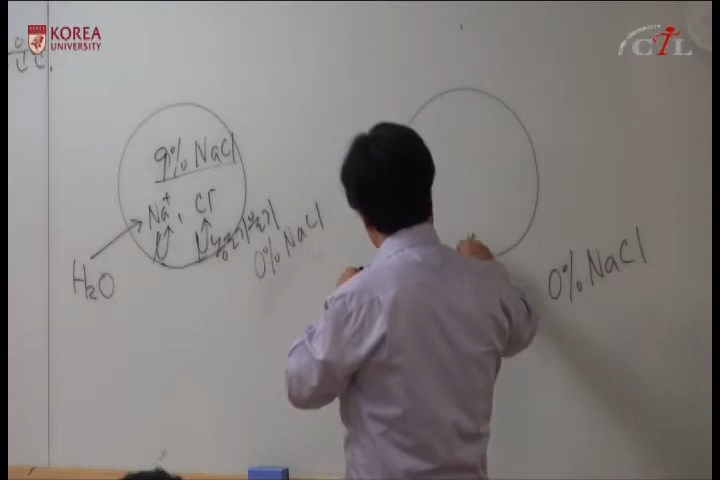 KOREA
UNIVERSITY
CTL
9% NaCl
Na⁺, Cl⁻
0% NaCl
H₂O
0% NaCl